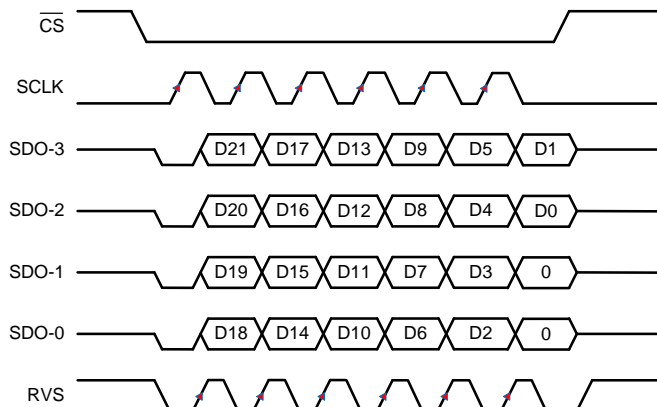 CS
SCLK
SDO-3 D21 D17 D13 D9 D5 D1
SDO-2 D20 D16 D12 D8 D4 D0
SDO-1 D19 D15 D11 D7 D3 0
SDO-0 D18 D14 D10 D6 D2 0
RVS